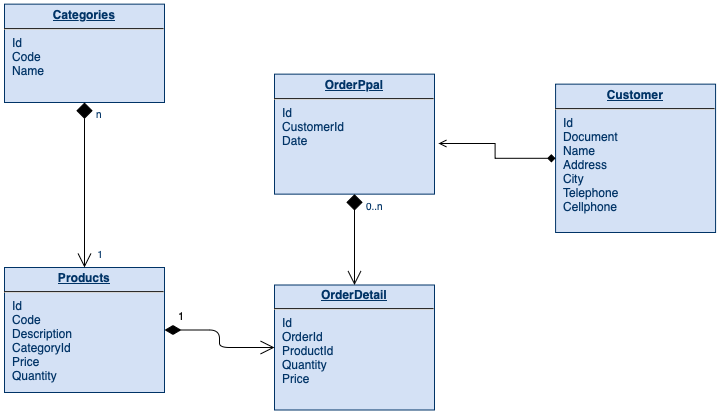 Categories
Id
Code
Name
n
1
OrderPpal
Id
CustomerId
Date
0..n
Customer
Id
Document
Name
Address
City
Telephone
Cellphone
Products
Id
Code
Description
CategoryId
Price
Quantity
1
OrderDetail
Id
OrderId
ProductId
Quantity
Price